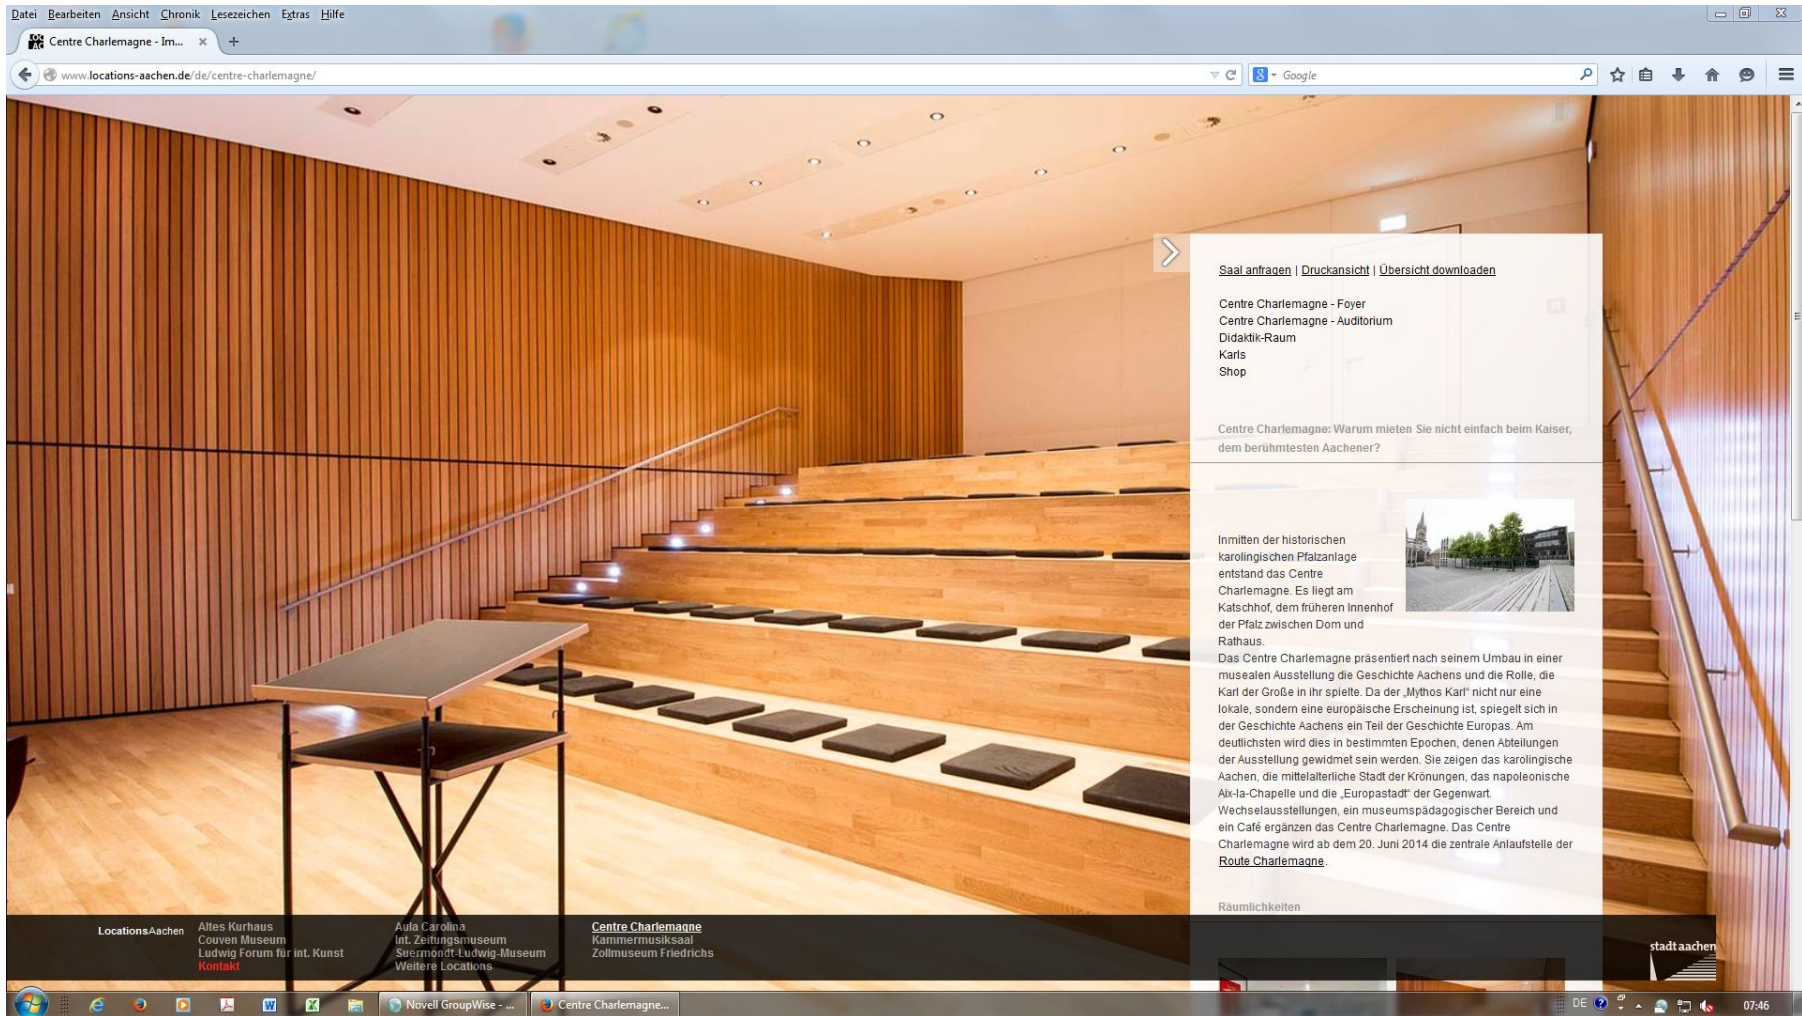 Datei Bearbeiten Ansicht Chronik Lesezeichen Extras Hilfe
Centre Charlemagne - Im...
www.locations-aachen.de/de/centre-charlemagne/
Google
Saal anfragen | Druckansicht | Übersicht downloaden
Centre Charlemagne - Foyer
Centre Charlemagne - Auditorium
Didaktik-Raum
Karls
Shop
Centre Charlemagne: Warum mieten Sie nicht einfach beim Kaiser,
dem berühmtesten Aachener?
Inmitten der historischen
karolingischen Pfalzanlage
entstand das Centre
Charlemagne. Es liegt am
Katschhof, dem früheren Innenhof
der Pfalz zwischen Dom und
Rathaus.
Das Centre Charlemagne präsentiert nach seinem Umbau in einer
musealen Ausstellung die Geschichte Aachens und die Rolle, die
Karl der Große in ihr spielte. Da der „Mythos Karl“ nicht nur eine
lokale, sondern eine europäische Erscheinung ist, spiegelt sich in
der Geschichte Aachens ein Teil der Geschichte Europas. Am
deutlichsten wird dies in bestimmten Epochen, denen Abteilungen
der Ausstellung gewidmet sein werden. Sie zeigen das karolingische
Aachen, die mittelalterliche Stadt der Krönungen, das napoleonische
Aix-la-Chapelle und die „Europastadt“ der Gegenwart.
Wechselausstellungen, ein museumspädagogischer Bereich und
ein Café ergänzen das Centre Charlemagne. Das Centre
Charlemagne wird ab dem 20. Juni 2014 die zentrale Anlaufstelle der
Route Charlemagne.
Räumlichkeiten
LocationsAachen
Altes Kurhaus
Couven Museum
Ludwig Forum für int. Kunst
Kontakt
Aula Carolina
Int. Zeitungsmuseum
Suermondt-Ludwig-Museum
Weitere Locations
Centre Charlemagne
Kammermusiksaal
Zollmuseum Friedrichs
stadt aachen
Novell GroupWise - ...
Centre Charlemagne...
DE
07:46